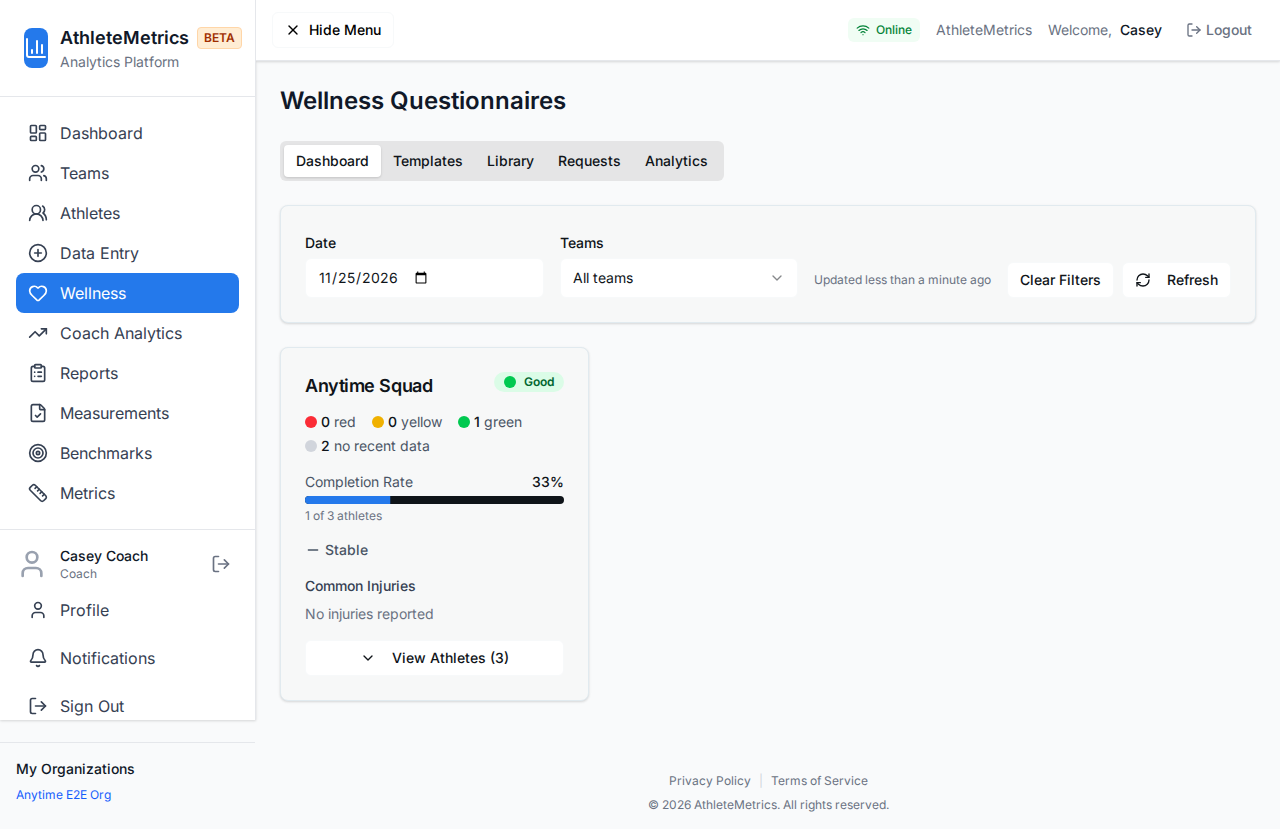 AthleteMetrics BETA
Analytics Platform
Dashboard
Teams
Athletes
Data Entry
Wellness
Coach Analytics
Reports
Measurements
Benchmarks
Metrics
Casey Coach
Coach
Profile
Notifications
Sign Out
My Organizations
Anytime E2E Org
Hide Menu
Online AthleteMetrics Welcome, Casey Logout
Wellness Questionnaires
Dashboard Templates Library Requests Analytics
Date Teams
11/25/2026 All teams Updated less than a minute ago Clear Filters Refresh
Anytime Squad Good
0 red 0 yellow 1 green
2 no recent data
Completion Rate 33%
1 of 3 athletes
Stable
Common Injuries
No injuries reported
View Athletes (3)
Privacy Policy Terms of Service
© 2026 AthleteMetrics. All rights reserved.